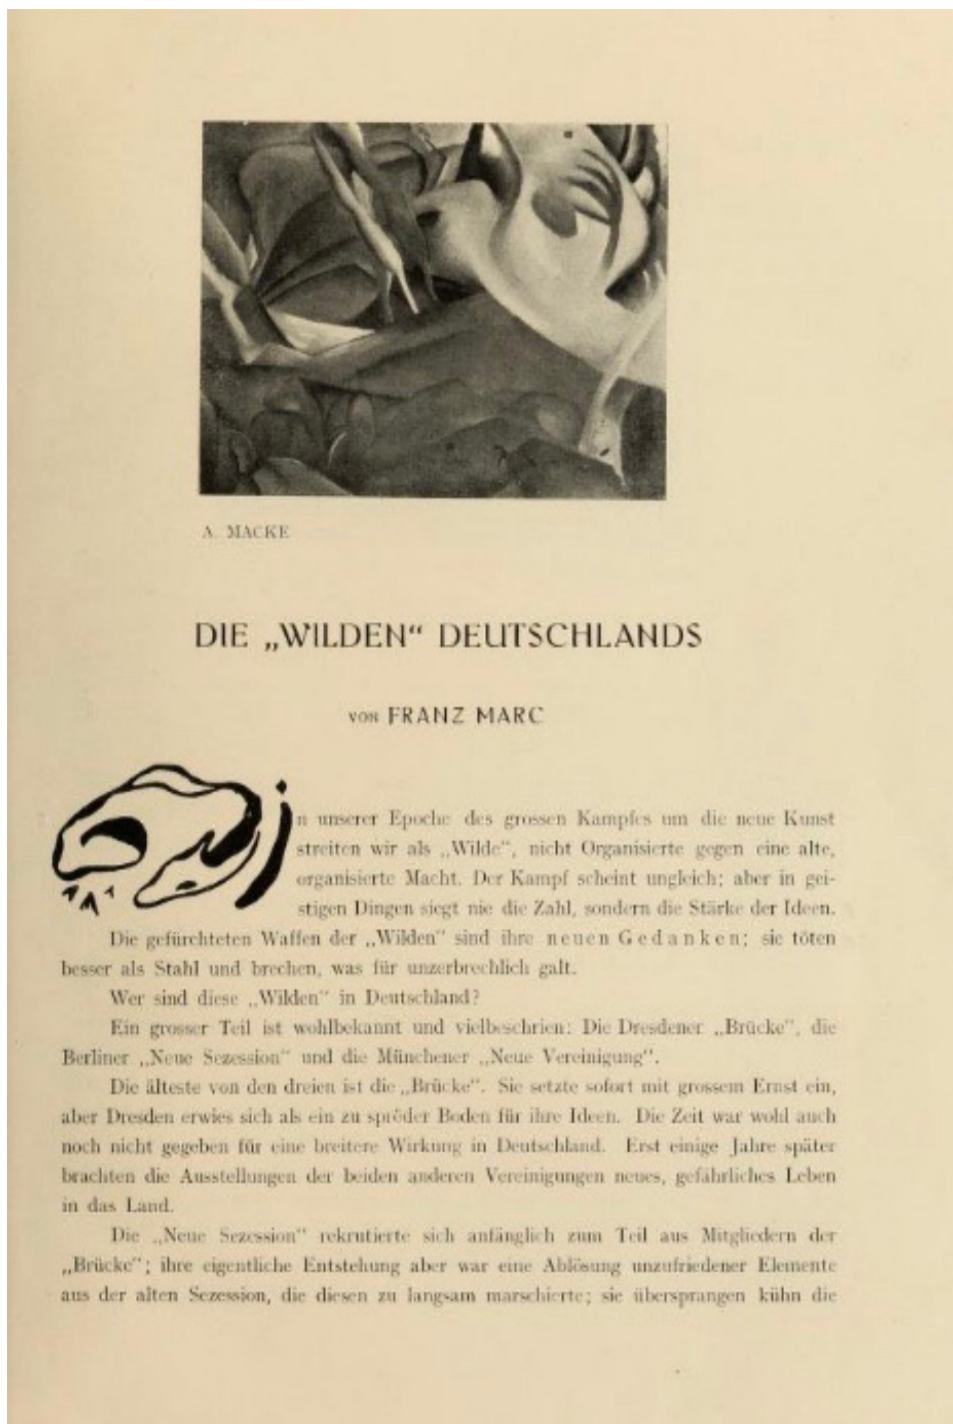 A. MACKE
DIE „WILDEN“ DEUTSCHLANDS
VON FRANZ MARC
In unserer Epoche des grossen Kampfes um die neue Kunst
streiten wir als „Wilde“, nicht Organisierte gegen eine alte,
organisierte Macht. Der Kampf scheint ungleich; aber in gei-
stigen Dingen siegt nie die Zahl, sondern die Stärke der Ideen.
Die gefürchteten Waffen der „Wilden“ sind ihre neuen Gedanken; sie töten
besser als Stahl und brechen, was für unzerbrechlich galt.
Wer sind diese „Wilden“ in Deutschland?
Ein grosser Teil ist wohlbekannt und vielbeschrien: Die Dresdener „Brücke“, die
Berliner „Neue Sezession“ und die Münchener „Neue Vereinigung“.
Die älteste von den dreien ist die „Brücke“. Sie setzte sofort mit grossem Ernst ein,
aber Dresden erwies sich als ein zu spröder Boden für ihre Ideen. Die Zeit war wohl auch
noch nicht gegeben für eine breitere Wirkung in Deutschland. Erst einige Jahre später
brachten die Ausstellungen der beiden anderen Vereinigungen neues, gefährliches Leben
in das Land.
Die „Neue Sezession“ rekrutierte sich anfänglich zum Teil aus Mitgliedern der
„Brücke“; ihre eigentliche Entstehung aber war eine Ablösung unzufriedener Elemente
aus der alten Sezession, die diesen zu langsam marschierte; sie übersprangen kühn die